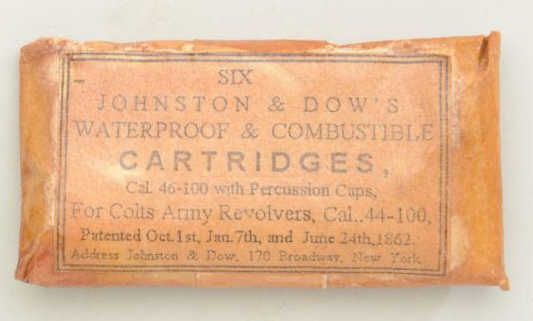 SIX
JOHNSTON & DOW'S
WATERPROOF & COMBUSTIBLE
CARTRIDGES,
Cal. 46-100 with Percussion Caps,
For Colts Army Revolvers, Cal..44-100,
Patented Oct. 1st, Jan. 7th, and June 24th, 1862.
Address Johnston & Dow, 170 Broadway, New York